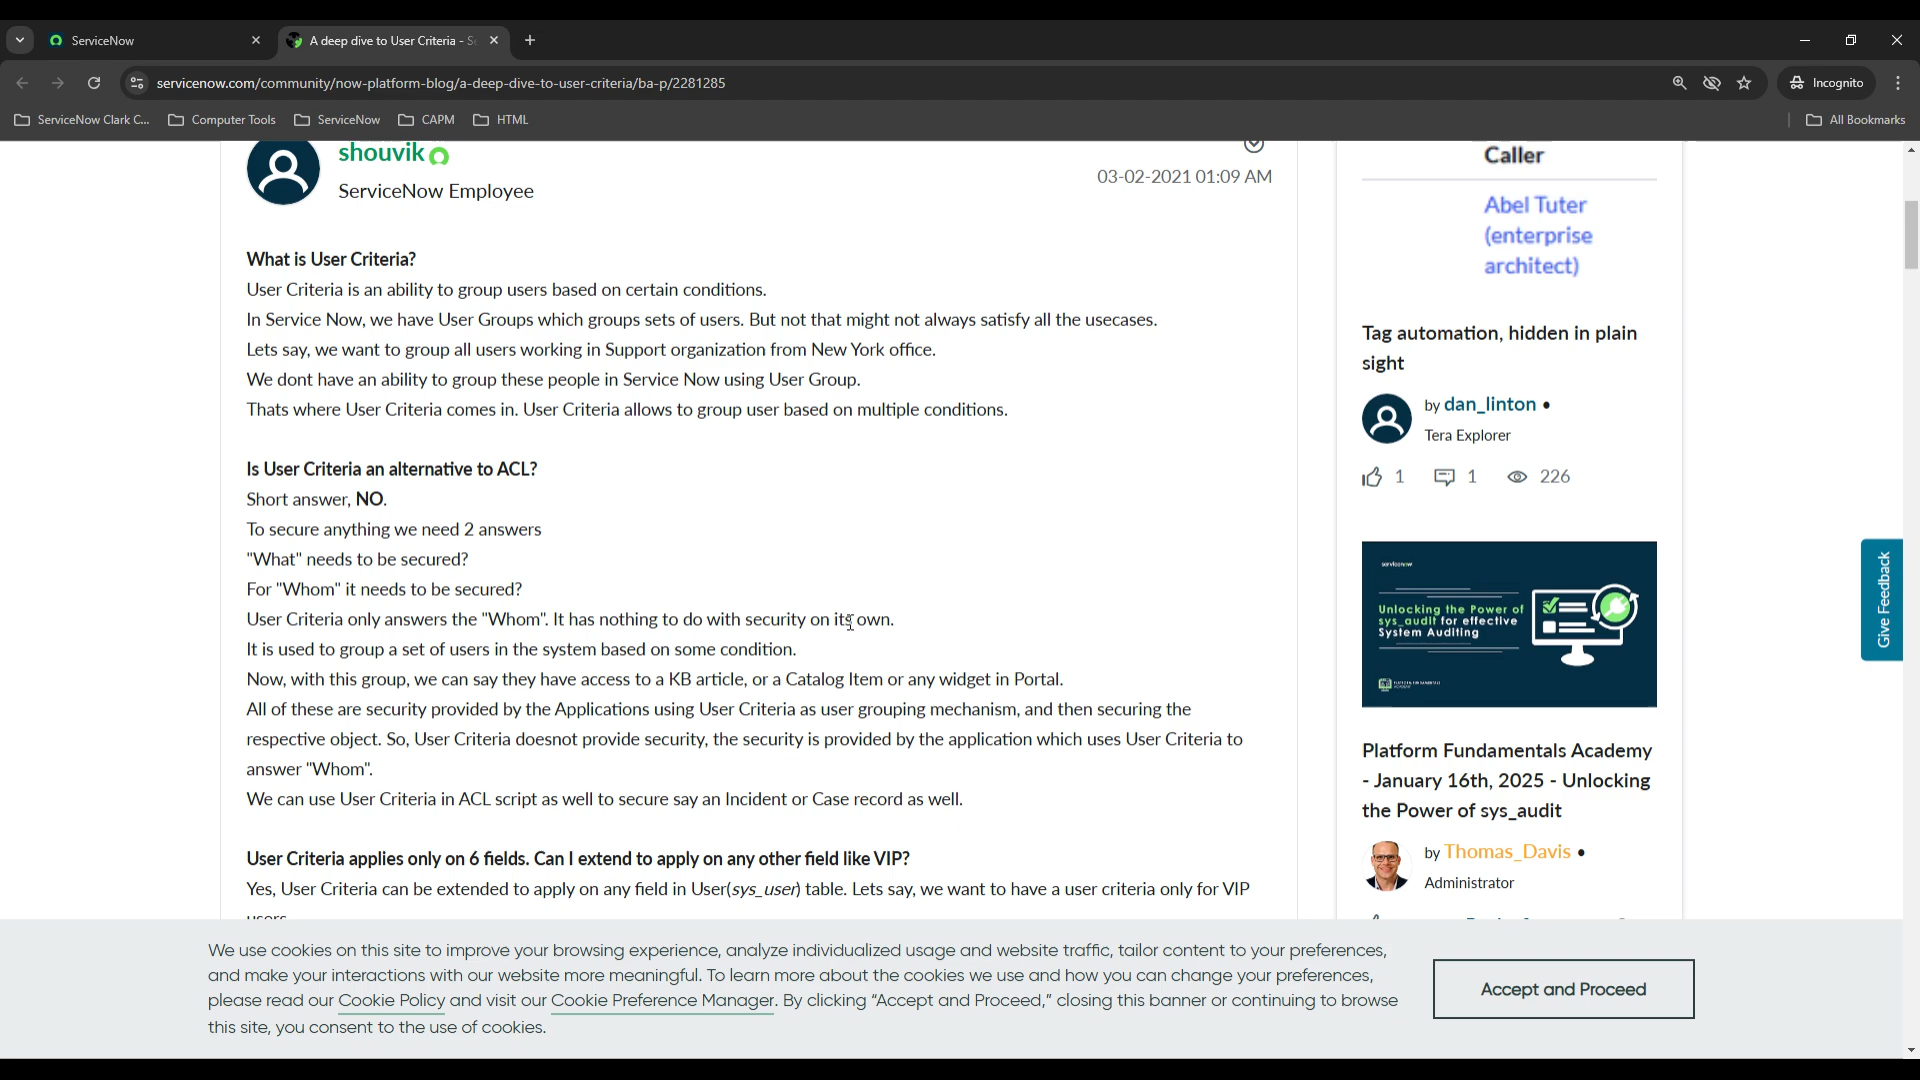 ServiceNow
A deep dive to User Criteria - S
servicenow.com/community/now-platform-blog/a-deep-dive-to-user-criteria/ba-p/2281285
Incognito
ServiceNow Clark C...
Computer Tools
ServiceNow
CAPM
HTML
All Bookmarks
shouvik
ServiceNow Employee
03-02-2021 01:09 AM
What is User Criteria?
User Criteria is an ability to group users based on certain conditions.
In Service Now, we have User Groups which groups sets of users. But not that might not always satisfy all the usecases.
Lets say, we want to group all users working in Support organization from New York office.
We dont have an ability to group these people in Service Now using User Group.
Thats where User Criteria comes in. User Criteria allows to group user based on multiple conditions.
Is User Criteria an alternative to ACL?
Short answer, NO.
To secure anything we need 2 answers
"What" needs to be secured?
For "Whom" it needs to be secured?
User Criteria only answers the "Whom". It has nothing to do with security on its own.
It is used to group a set of users in the system based on some condition.
Now, with this group, we can say they have access to a KB article, or a Catalog Item or any widget in Portal.
All of these are security provided by the Applications using User Criteria as user grouping mechanism, and then securing the
respective object. So, User Criteria doesnot provide security, the security is provided by the application which uses User Criteria to
answer "Whom".
We can use User Criteria in ACL script as well to secure say an Incident or Case record as well.
User Criteria applies only on 6 fields. Can I extend to apply on any other field like VIP?
Yes, User Criteria can be extended to apply on any field in User(sys_user) table. Lets say, we want to have a user criteria only for VIP
users
Caller
Abel Tuter
(enterprise
architect)
Tag automation, hidden in plain
sight
by dan_linton •
Tera Explorer
1 1 226
servicenow
Unlocking the Power of
sys_audit for effective
System Auditing
Platform Fundamentals Academy
- January 16th, 2025 - Unlocking
the Power of sys_audit
by Thomas_Davis •
Administrator
Give Feedback
We use cookies on this site to improve your browsing experience, analyze individualized usage and website traffic, tailor content to your preferences,
and make your interactions with our website more meaningful. To learn more about the cookies we use and how you can change your preferences,
please read our Cookie Policy and visit our Cookie Preference Manager. By clicking “Accept and Proceed,” closing this banner or continuing to browse
this site, you consent to the use of cookies.
Accept and Proceed